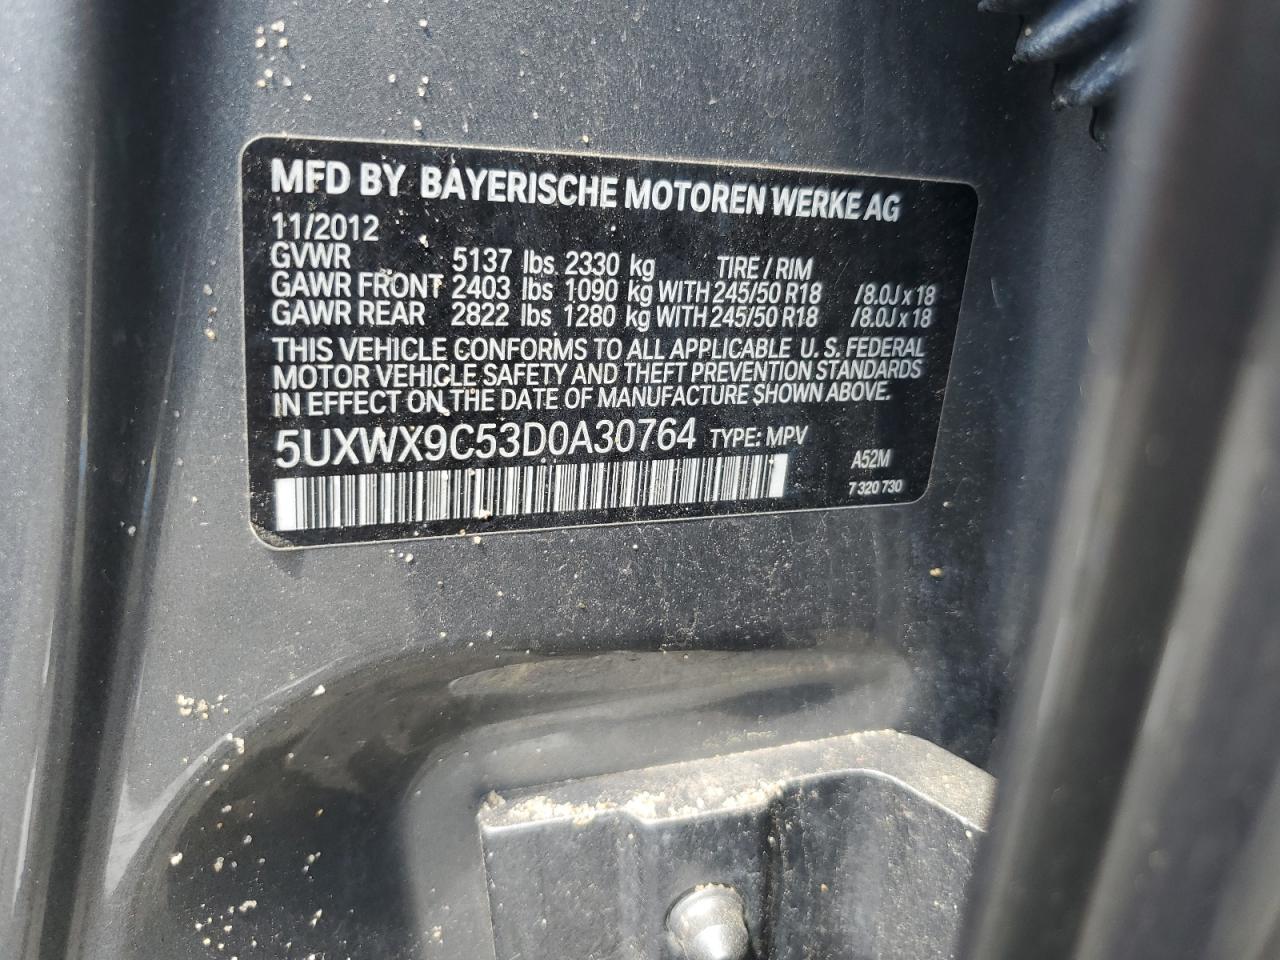 MFD BY BAYERISCHE MOTOREN WERKE AG
11/2012
GVWR 5137 lbs 2330 kg TIRE / RIM
GAWR FRONT 2403 lbs 1090 kg WITH 245/50 R18 /8.0J x 18
GAWR REAR 2822 lbs 1280 kg WITH 245/50 R18 /8.0J x 18
THIS VEHICLE CONFORMS TO ALL APPLICABLE U.S. FEDERAL
MOTOR VEHICLE SAFETY AND THEFT PREVENTION STANDARDS
IN EFFECT ON THE DATE OF MANUFACTURE SHOWN ABOVE.
5UXWX9C53D0A30764 TYPE: MPV
A52M
7 320 730